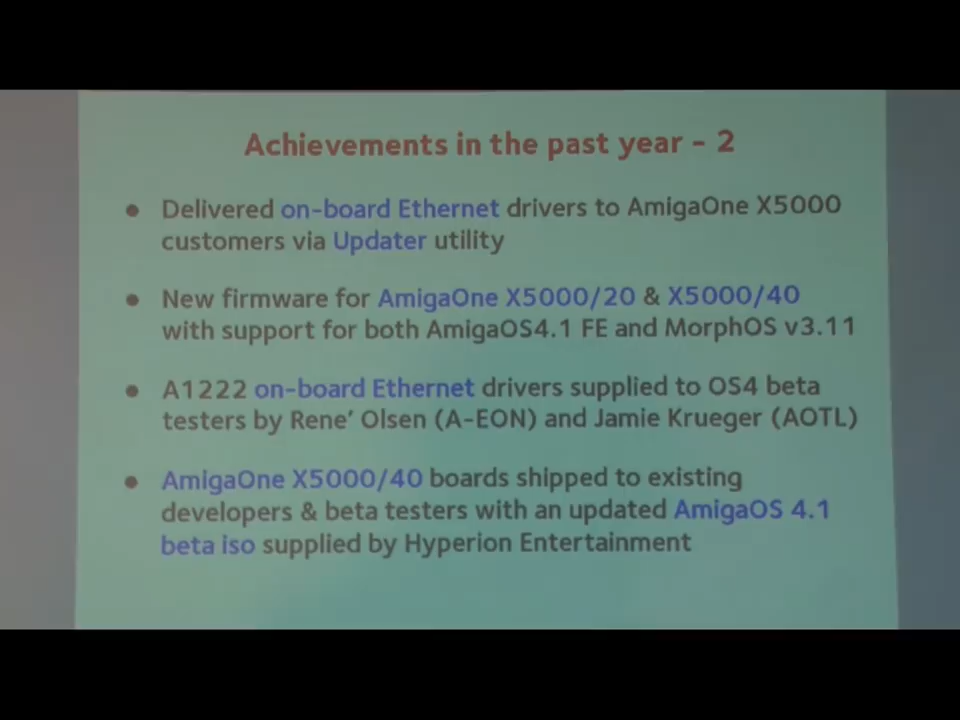 Achievements in the past year - 2
● Delivered on-board Ethernet drivers to AmigaOne X5000
customers via Updater utility
● New firmware for AmigaOne X5000/20 & X5000/40
with support for both AmigaOS4.1 FE and MorphOS v3.11
● A1222 on-board Ethernet drivers supplied to OS4 beta
testers by Rene' Olsen (A-EON) and Jamie Krueger (AOTL)
● AmigaOne X5000/40 boards shipped to existing
developers & beta testers with an updated AmigaOS 4.1
beta iso supplied by Hyperion Entertainment